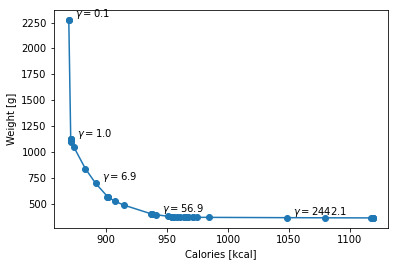 2250
γ = 0.1
2000
1750
1500
1250
γ = 1.0
1000
750
γ = 6.9
500
γ = 56.9
γ = 2442.1
900
950
1000
1050
1100
Weight [g]
Calories [kcal]